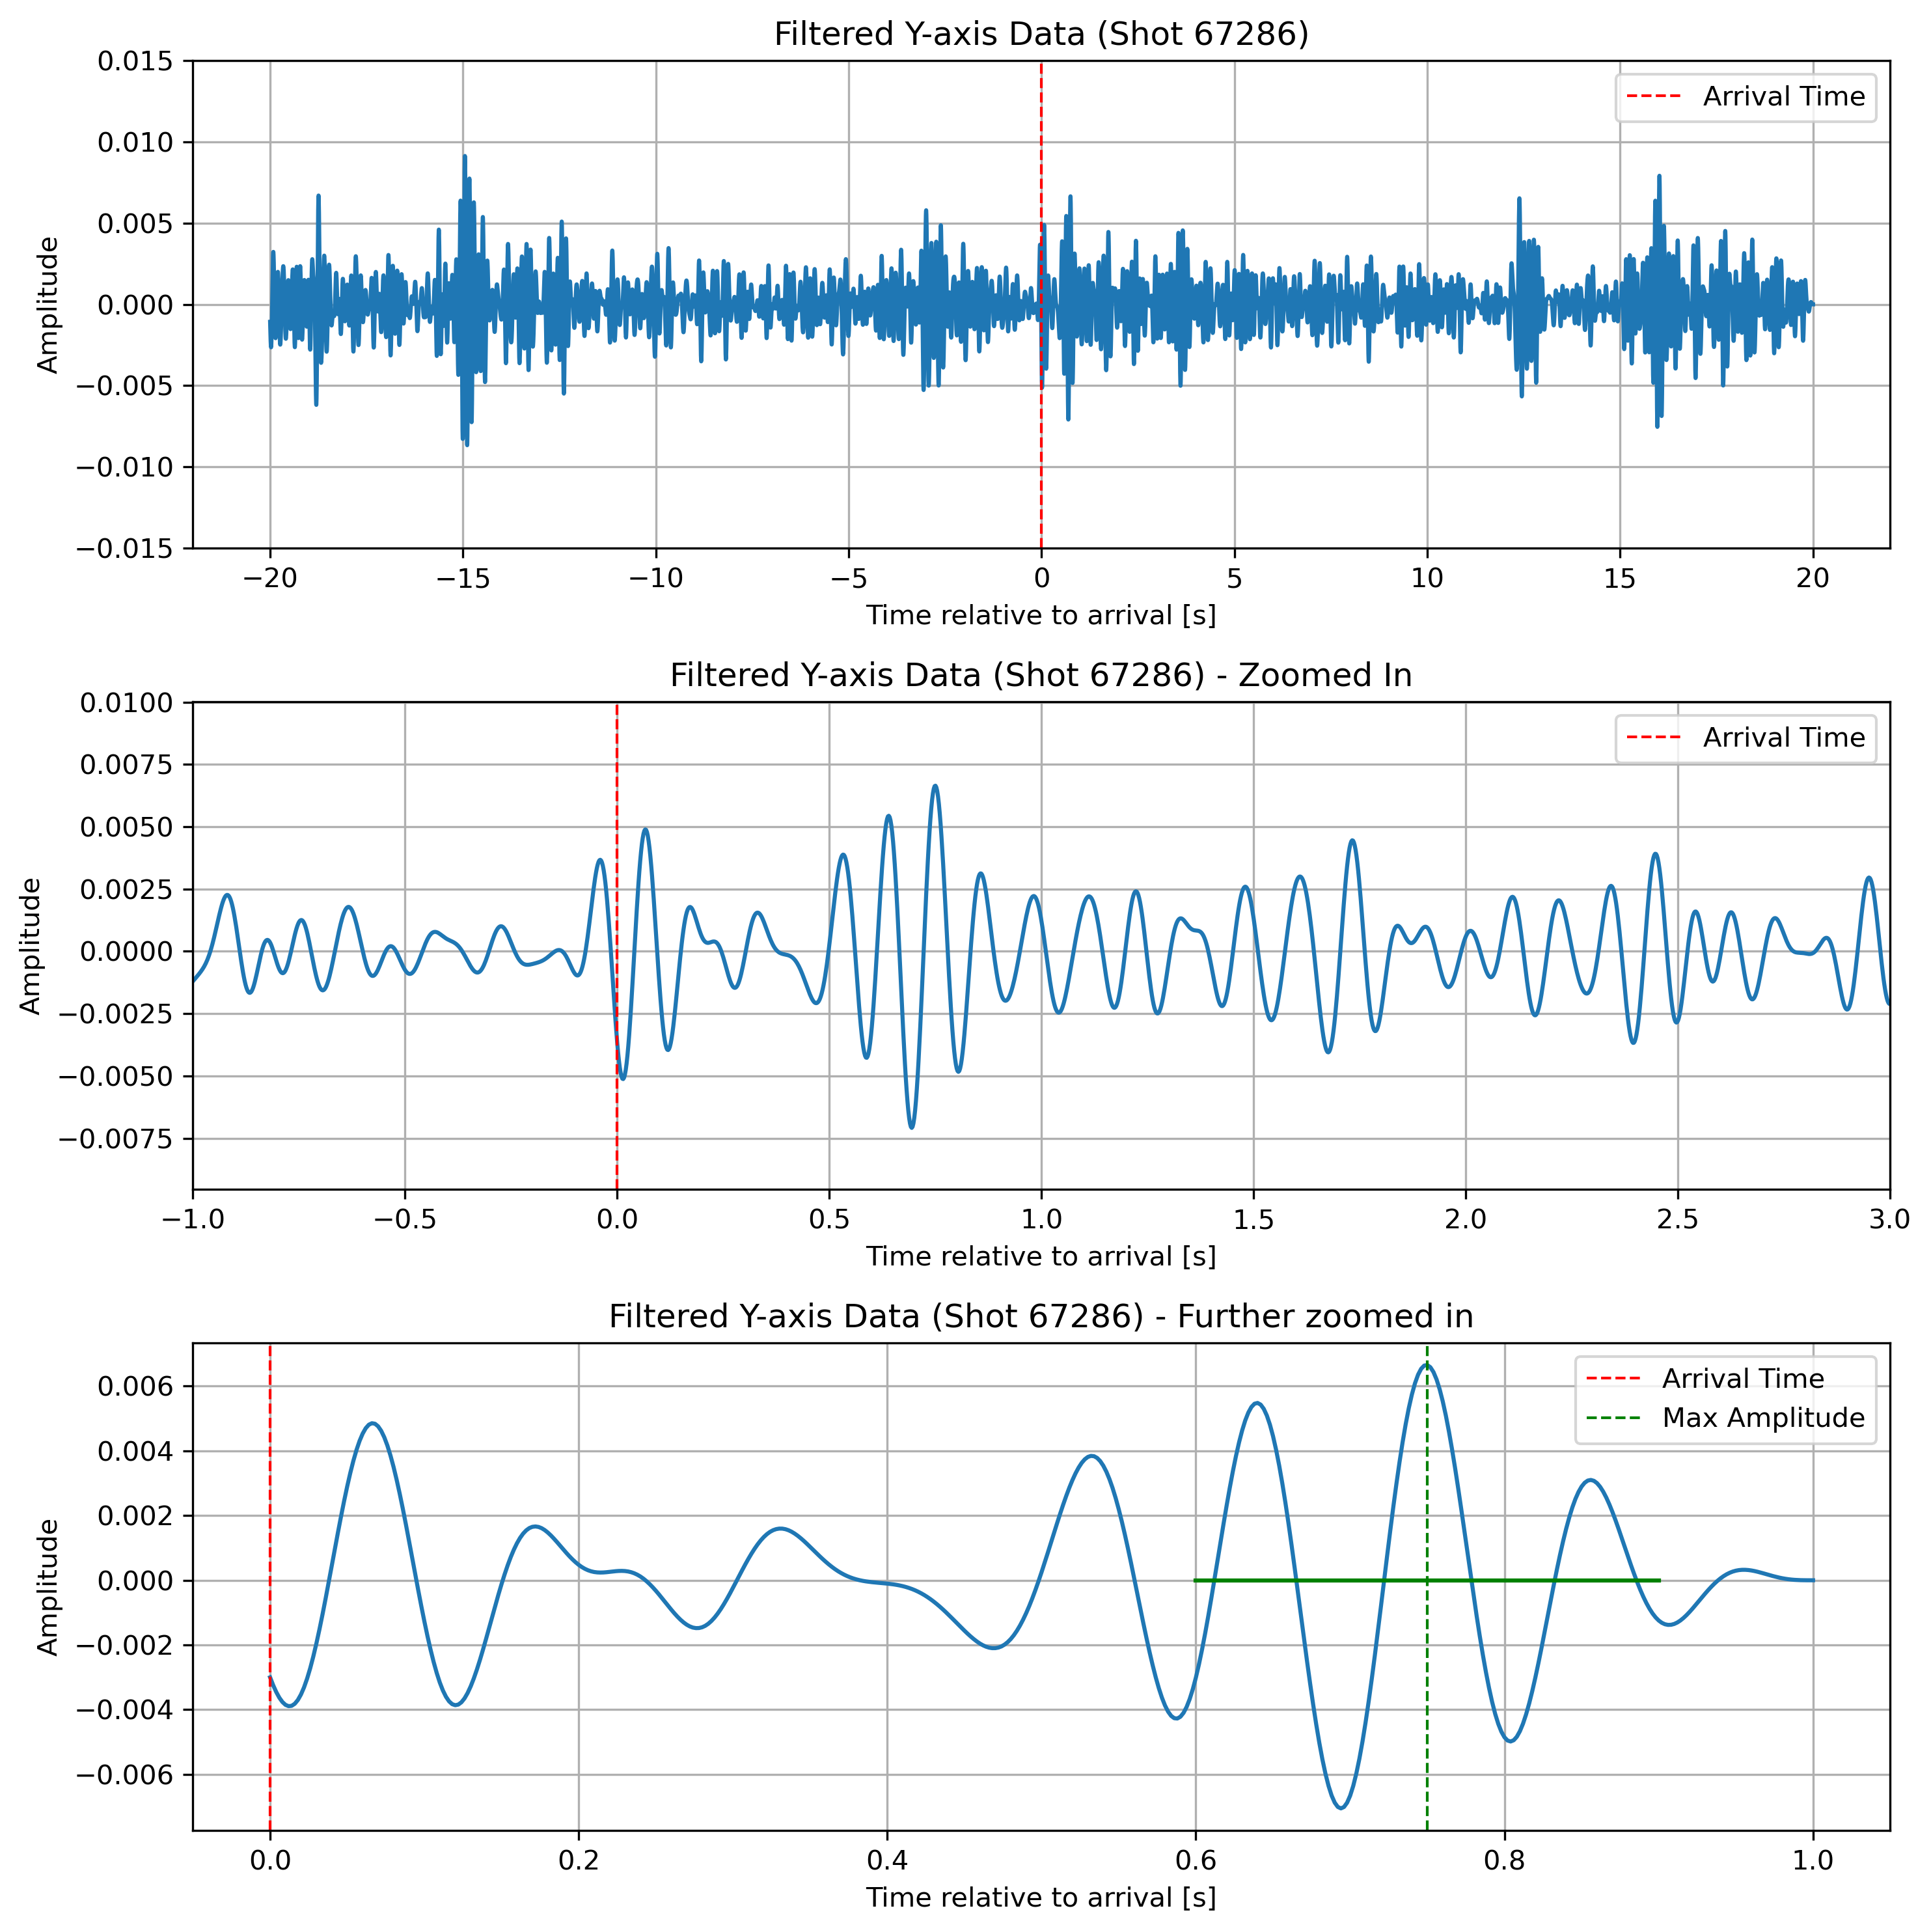 Filtered Y-axis Data (Shot 67286)
0.015
0.010
0.005
0.000
−0.005
−0.010
−0.015
Amplitude
Arrival Time
−20 −15 −10 −5 0 5 10 15 20
Time relative to arrival [s]
Filtered Y-axis Data (Shot 67286) - Zoomed In
0.0100
0.0075
0.0050
0.0025
0.0000
−0.0025
−0.0050
−0.0075
Amplitude
Arrival Time
−1.0 −0.5 0.0 0.5 1.0 1.5 2.0 2.5 3.0
Time relative to arrival [s]
Filtered Y-axis Data (Shot 67286) - Further zoomed in
0.006
0.004
0.002
0.000
−0.002
−0.004
−0.006
Amplitude
Arrival Time
Max Amplitude
0.0 0.2 0.4 0.6 0.8 1.0
Time relative to arrival [s]